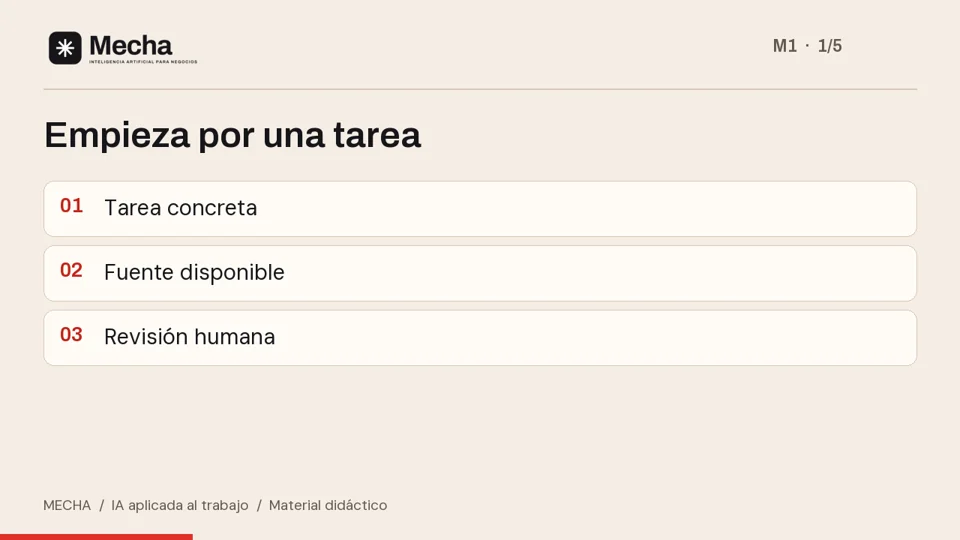 Mecha
INTELIGENCIA ARTIFICIAL PARA NEGOCIOS
M1 · 1/5
Empieza por una tarea
01 Tarea concreta
02 Fuente disponible
03 Revisión humana
MECHA / IA aplicada al trabajo / Material didáctico